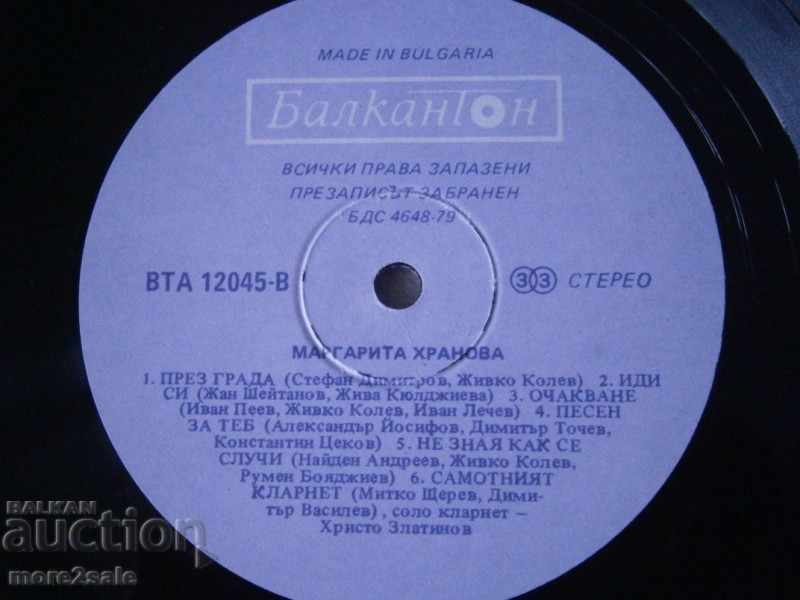 MADE IN BULGARIA
Балкантон
ВСИЧКИ ПРАВА ЗАПАЗЕНИ
ПРЕЗАПИСЪТ ЗАБРАНЕН
БДС 4648-79
ВТА 12045-В
33 СТЕРЕО
МАРГАРИТА ХРАНОВА
1. ПРЕЗ ГРАДА (Стефан Димитров, Живко Колев) 2. ИДИ
СИ (Жан Шейтанов, Жива Кюлджиева) 3. ОЧАКВАНЕ
(Иван Пеев, Живко Колев, Иван Лечев) 4. ПЕСЕН
ЗА ТЕБ (Александър Йосифов, Димитър Точев,
Константин Цеков) 5. НЕ ЗНАЯ КАК СЕ
СЛУЧИ (Найден Андреев, Живко Колев,
Румен Бояджиев) 6. САМОТНИЯТ
КЛАРНЕТ (Митко Щерев, Дими-
тър Василев), соло кларнет –
Христо Златинов
BALKAN
auction
more2sale